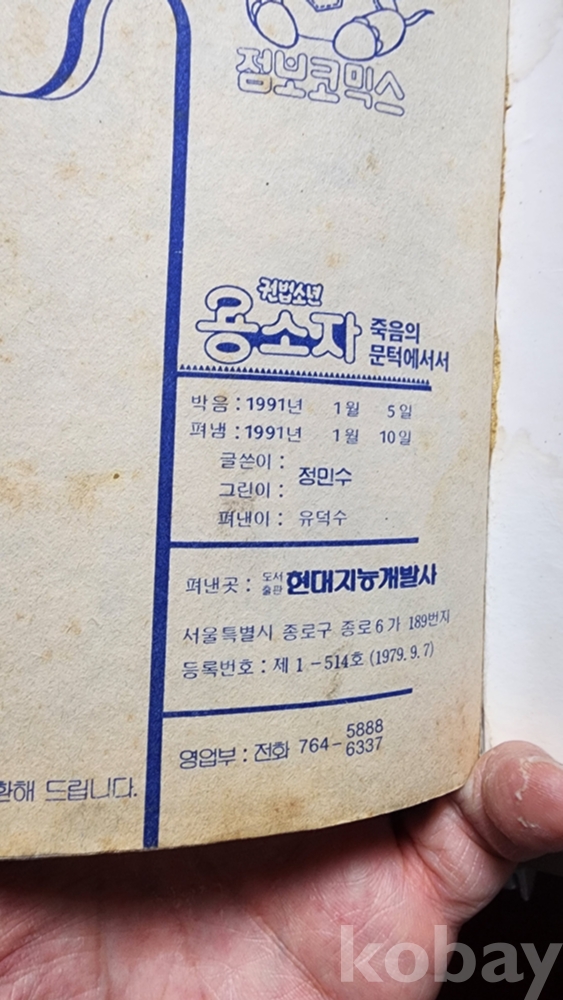 점보코믹스
권법소년
용소자 죽음의
문턱에서서
박음 : 1991년 1월 5일
펴냄 : 1991년 1월 10일
글쓴이 :
정민수
그린이 :
펴낸이 : 유덕수
펴낸곳 : 도서출판 현대지능개발사
서울특별시 종로구 종로6가 189번지
등록번호 : 제 1-514호 (1979. 9. 7)
영업부 : 전화 764-5888
6337
환해 드립니다.
kobay